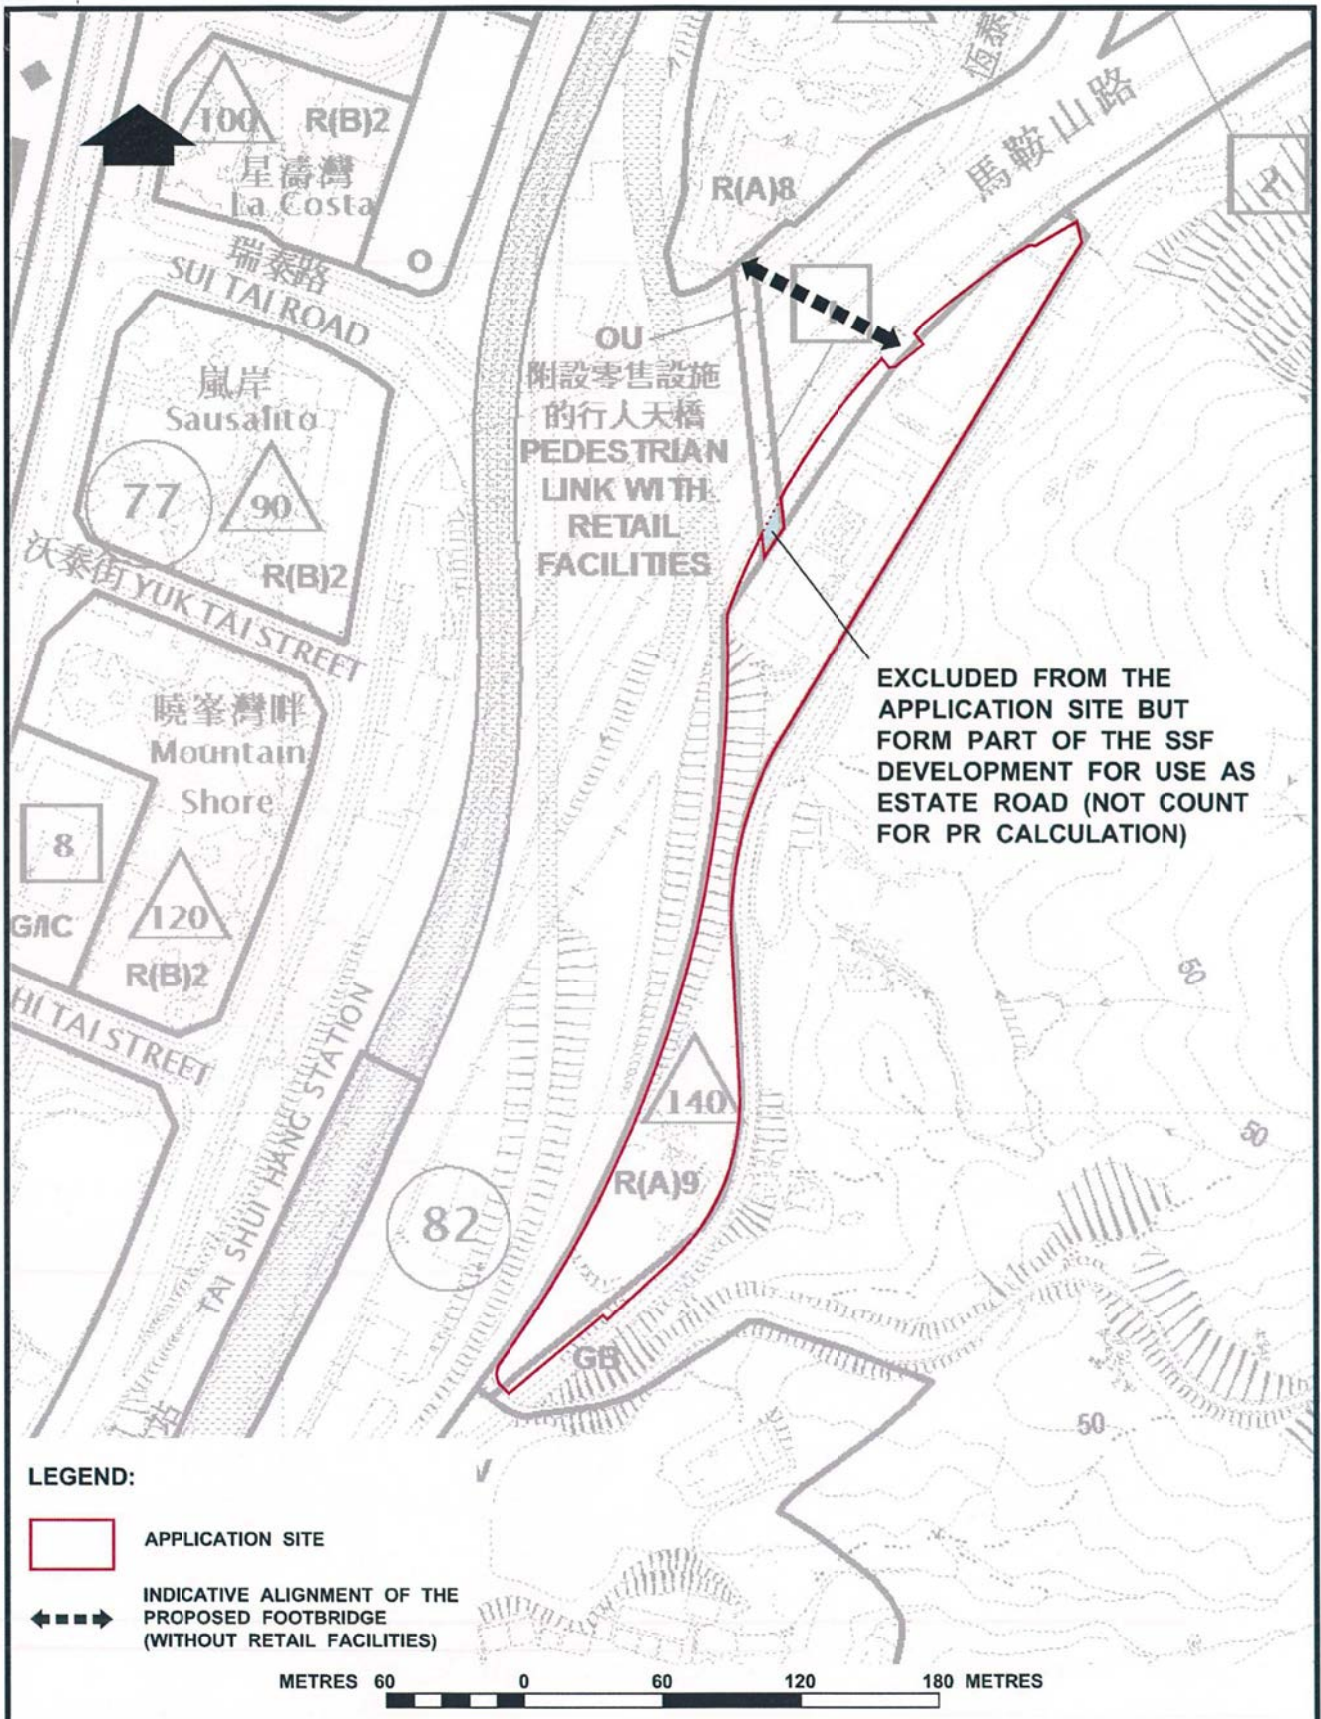 100
R(B)2
星濤灣
La Costa
瑞泰路
SUI TAI ROAD
O
R(A)8
恆泰
馬鞍山路
OU
附設零售設施
的行人天橋
PEDESTRIAN
LINK WITH
RETAIL
FACILITIES
嵐岸
Sausalito
77
90
R(B)2
沃泰街 YUK TAI STREET
曉峯灣畔
Mountain
Shore
8
G/IC
120
R(B)2
HI TAI STREET
TAI SHUI HANG STATION
站
82
EXCLUDED FROM THE
APPLICATION SITE BUT
FORM PART OF THE SSF
DEVELOPMENT FOR USE AS
ESTATE ROAD (NOT COUNT
FOR PR CALCULATION)
50
140
50
R(A)9
GB
50
V
LEGEND:
APPLICATION SITE
INDICATIVE ALIGNMENT OF THE
PROPOSED FOOTBRIDGE
(WITHOUT RETAIL FACILITIES)
METRES 60 0 60 120 180 METRES